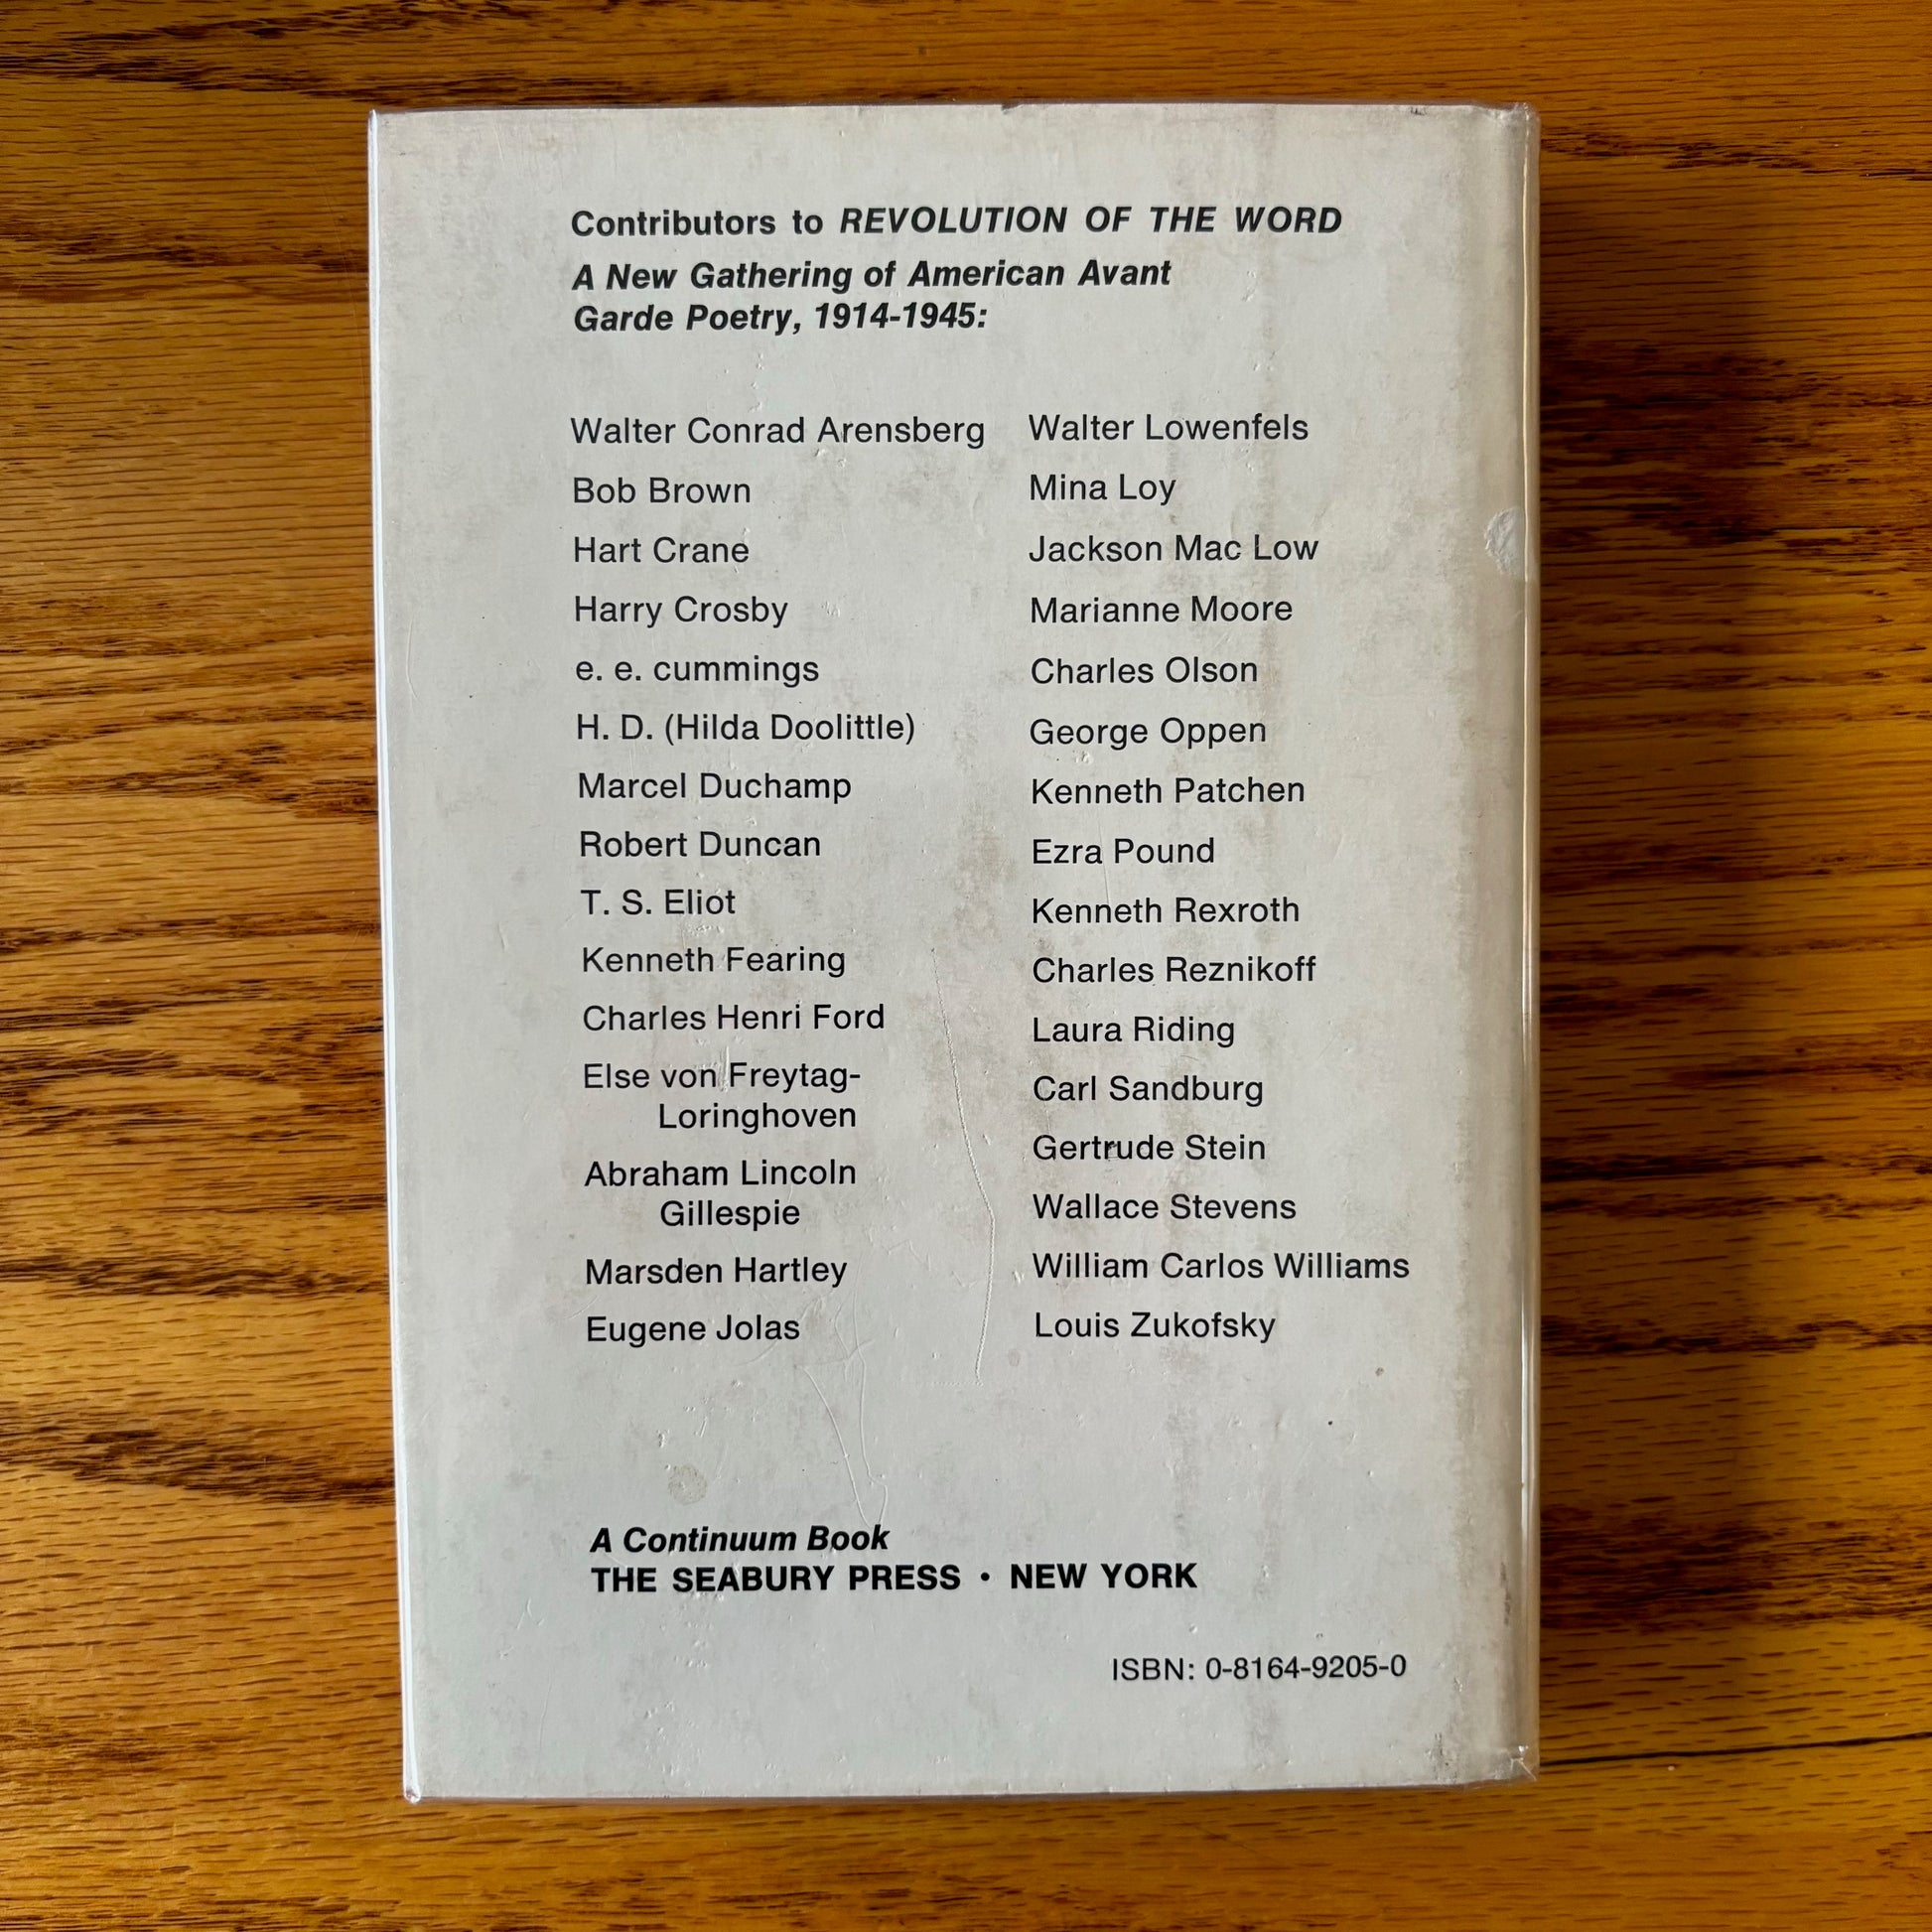 Contributors to REVOLUTION OF THE WORD
A New Gathering of American Avant
Garde Poetry, 1914-1945:
Walter Conrad Arensberg
Bob Brown
Hart Crane
Harry Crosby
e. e. cummings
H. D. (Hilda Doolittle)
Marcel Duchamp
Robert Duncan
T. S. Eliot
Kenneth Fearing
Charles Henri Ford
Else von Freytag-
Loringhoven
Abraham Lincoln
Gillespie
Marsden Hartley
Eugene Jolas
Walter Lowenfels
Mina Loy
Jackson Mac Low
Marianne Moore
Charles Olson
George Oppen
Kenneth Patchen
Ezra Pound
Kenneth Rexroth
Charles Reznikoff
Laura Riding
Carl Sandburg
Gertrude Stein
Wallace Stevens
William Carlos Williams
Louis Zukofsky
A Continuum Book
THE SEABURY PRESS • NEW YORK
ISBN: 0-8164-9205-0